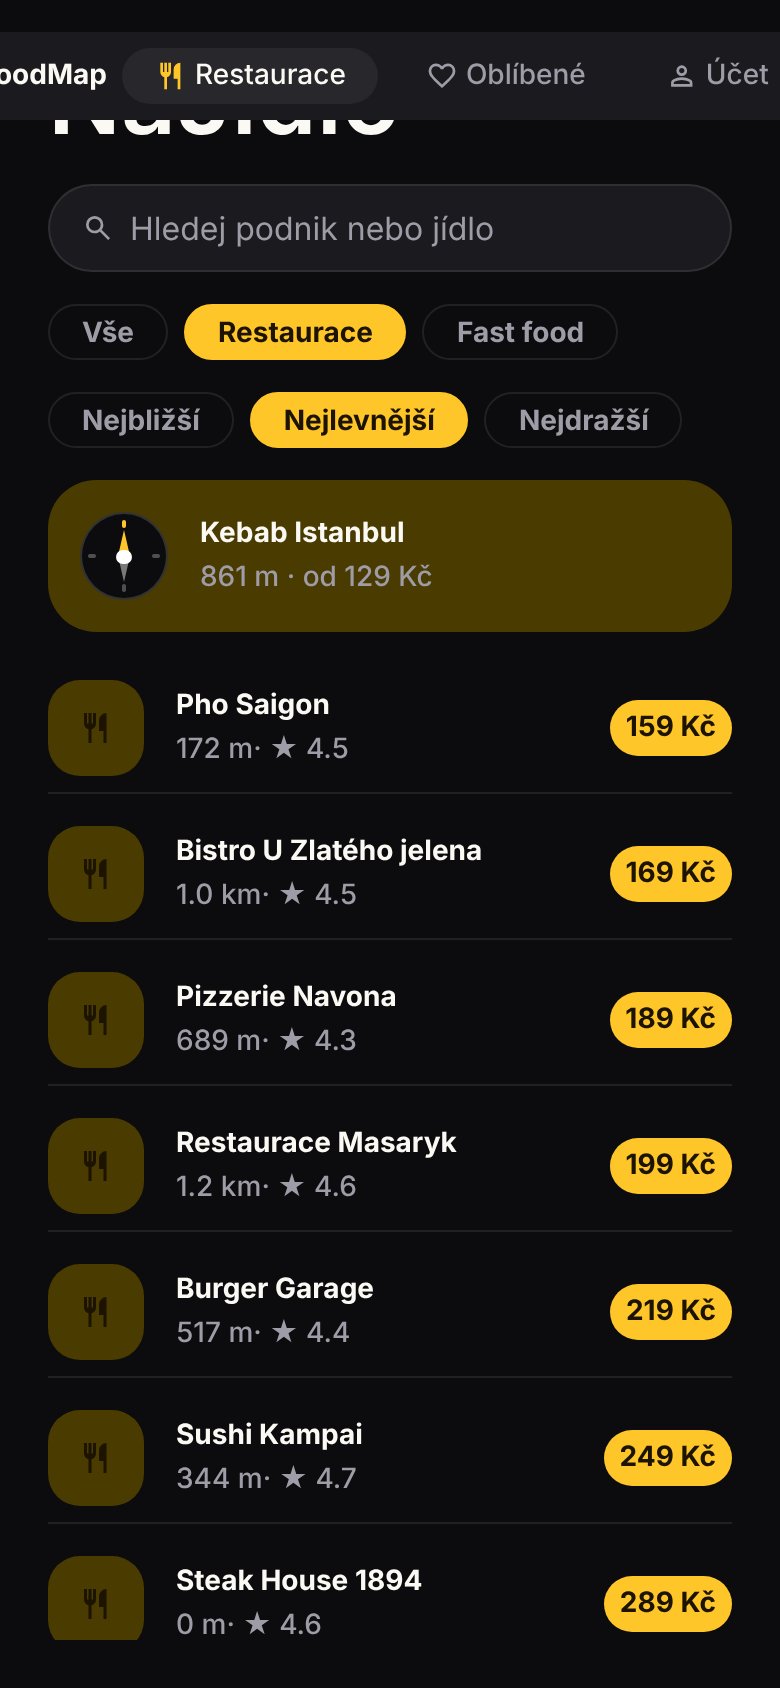 oodMap Restaurace Oblíbené Účet
Hledej podnik nebo jídlo
Vše Restaurace Fast food
Nejbližší Nejlevnější Nejdražší
Kebab Istanbul
861 m · od 129 Kč
Pho Saigon
172 m· ★ 4.5
159 Kč
Bistro U Zlatého jelena
1.0 km· ★ 4.5
169 Kč
Pizzerie Navona
689 m· ★ 4.3
189 Kč
Restaurace Masaryk
1.2 km· ★ 4.6
199 Kč
Burger Garage
517 m· ★ 4.4
219 Kč
Sushi Kampai
344 m· ★ 4.7
249 Kč
Steak House 1894
0 m· ★ 4.6
289 Kč